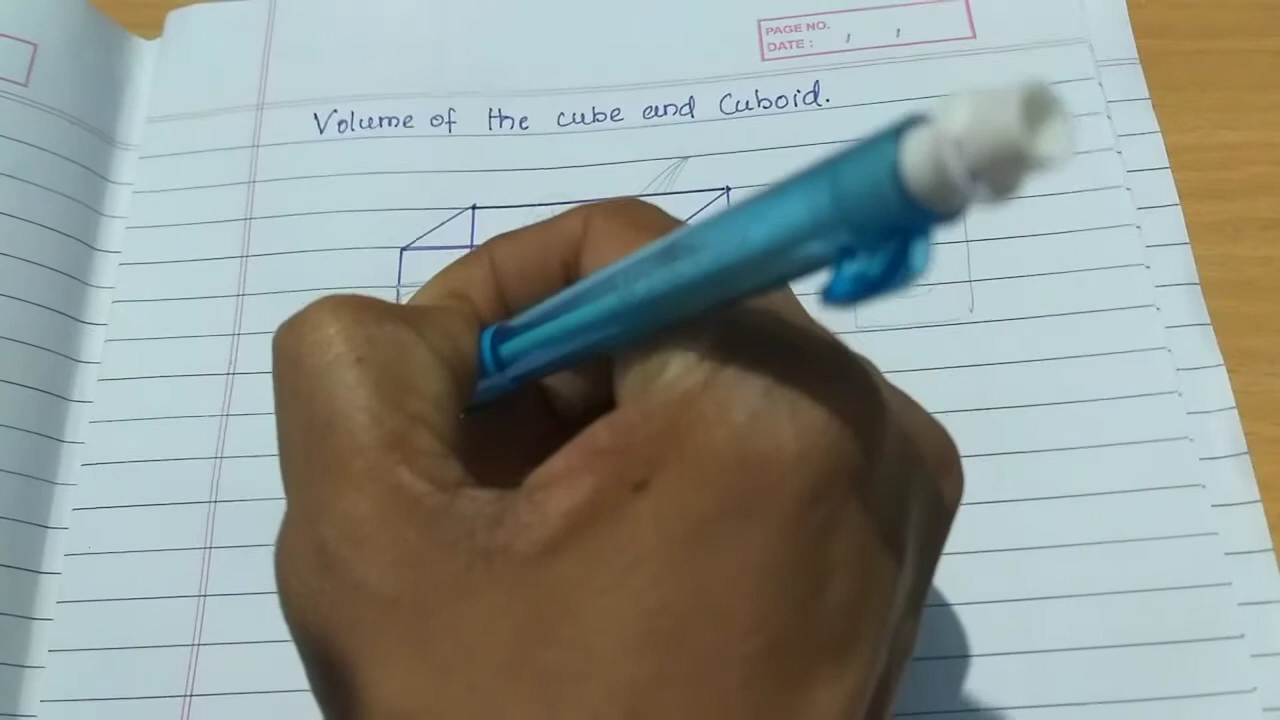 PAGE NO.
DATE :
Volume of the cube and Cuboid.